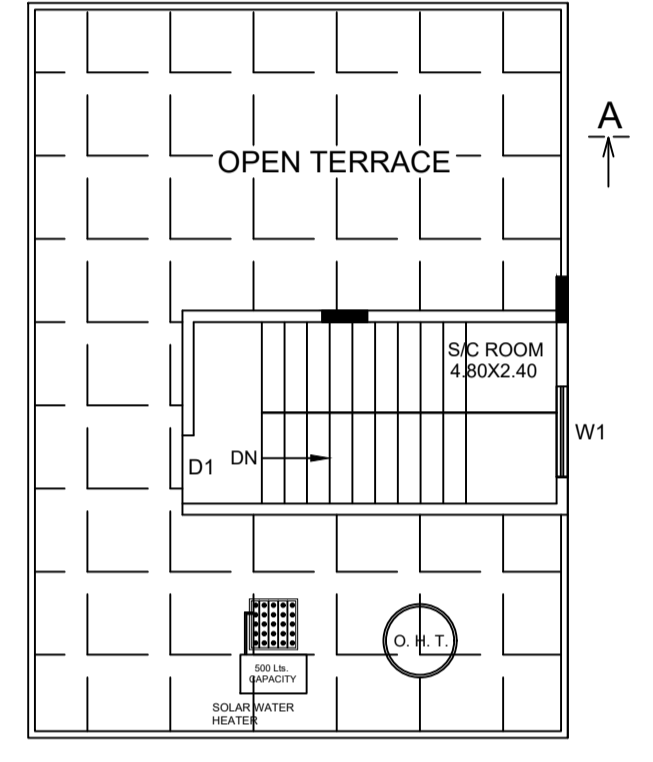 A
OPEN TERRACE
S/C ROOM
4.80X2.40
W1
D1
DN
O. H. T.
500 Lts.
CAPACITY
SOLAR WATER
HEATER